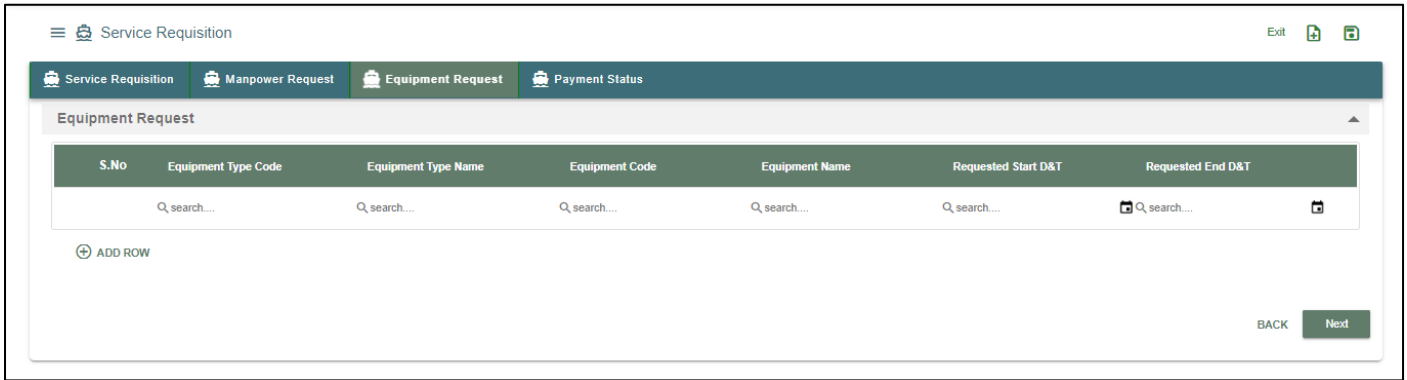 Service Requisition Exit
Service Requisition Manpower Request Equipment Request Payment Status
Equipment Request
S.No Equipment Type Code Equipment Type Name Equipment Code Equipment Name Requested Start D&T Requested End D&T
search.... search.... search.... search.... search.... search....
ADD ROW
BACK Next